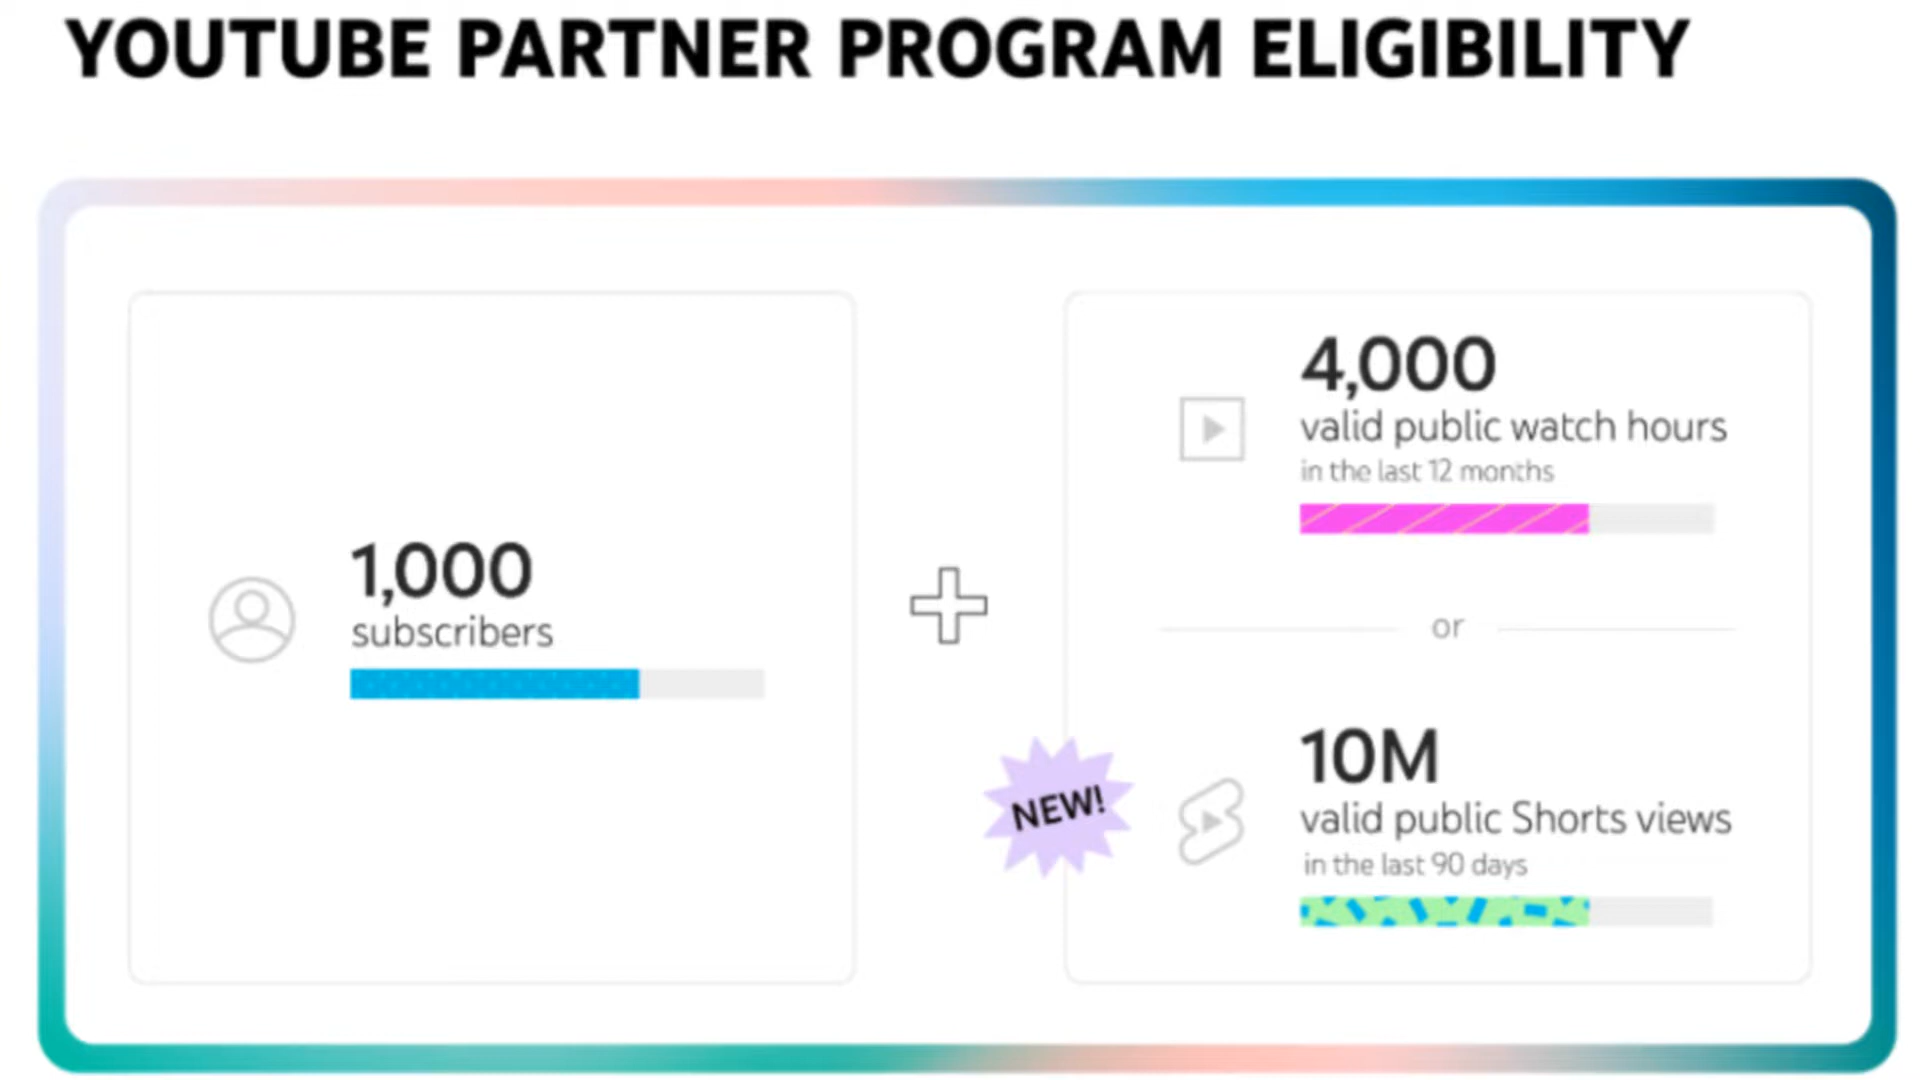 YOUTUBE PARTNER PROGRAM ELIGIBILITY
1,000
subscribers
4,000
valid public watch hours
in the last 12 months
or
NEW!
10M
valid public Shorts views
in the last 90 days